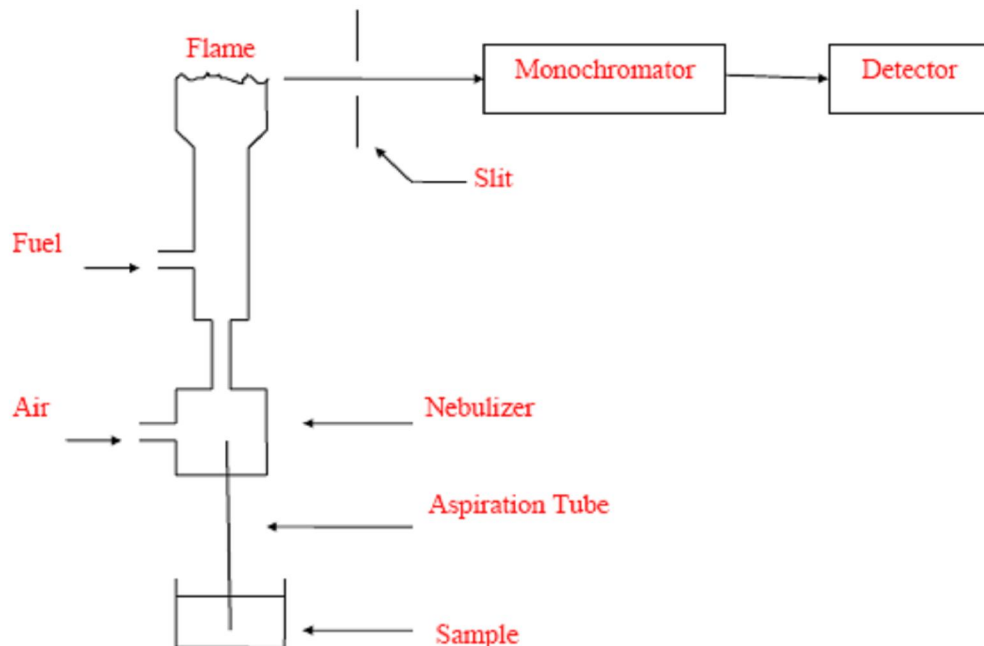 Flame
Monochromator
Detector
Slit
Fuel
Air
Nebulizer
Aspiration Tube
Sample